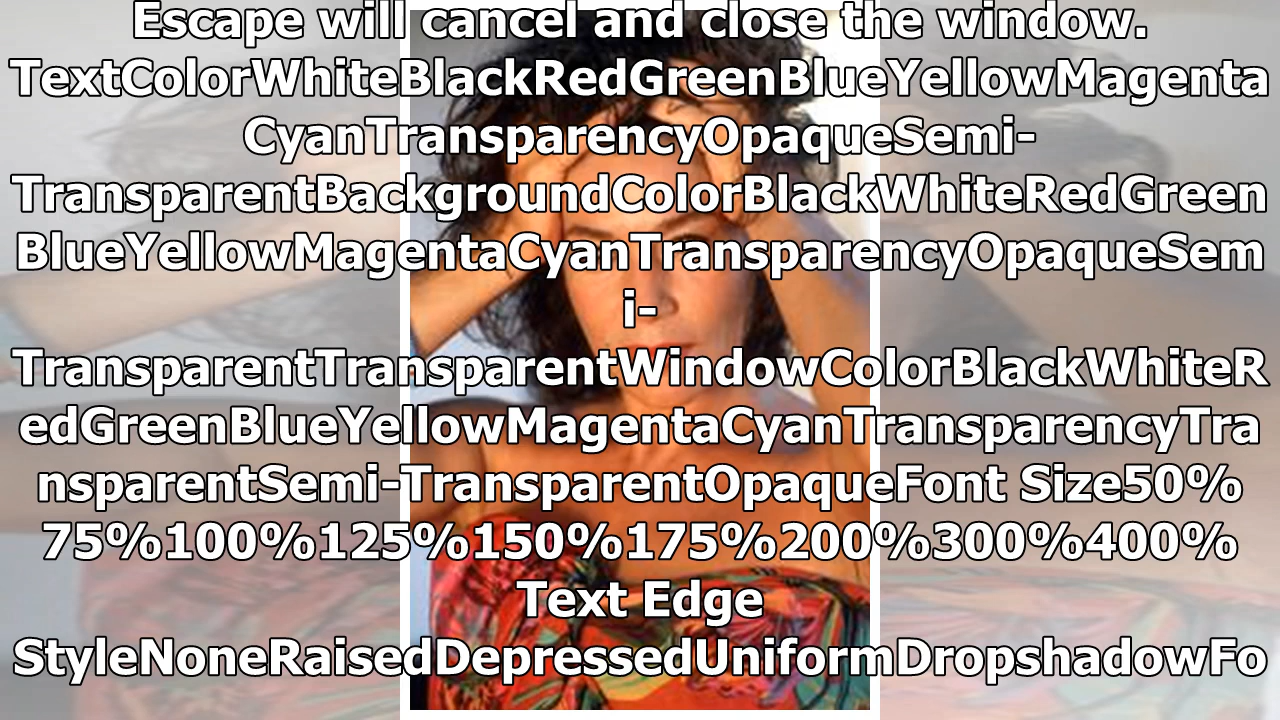 Escape will cancel and close the window.
TextColorWhiteBlackRedGreenBlueYellowMagenta
CyanTransparencyOpaqueSemi-
TransparentBackgroundColorBlackWhiteRedGreen
BlueYellowMagentaCyanTransparencyOpaqueSem
i-
TransparentTransparentWindowColorBlackWhiteR
edGreenBlueYellowMagentaCyanTransparencyTra
nsparentSemi-TransparentOpaqueFont Size50%
75%100%125%150%175%200%300%400%
Text Edge
StyleNoneRaisedDepressedUniformDropshadowFo